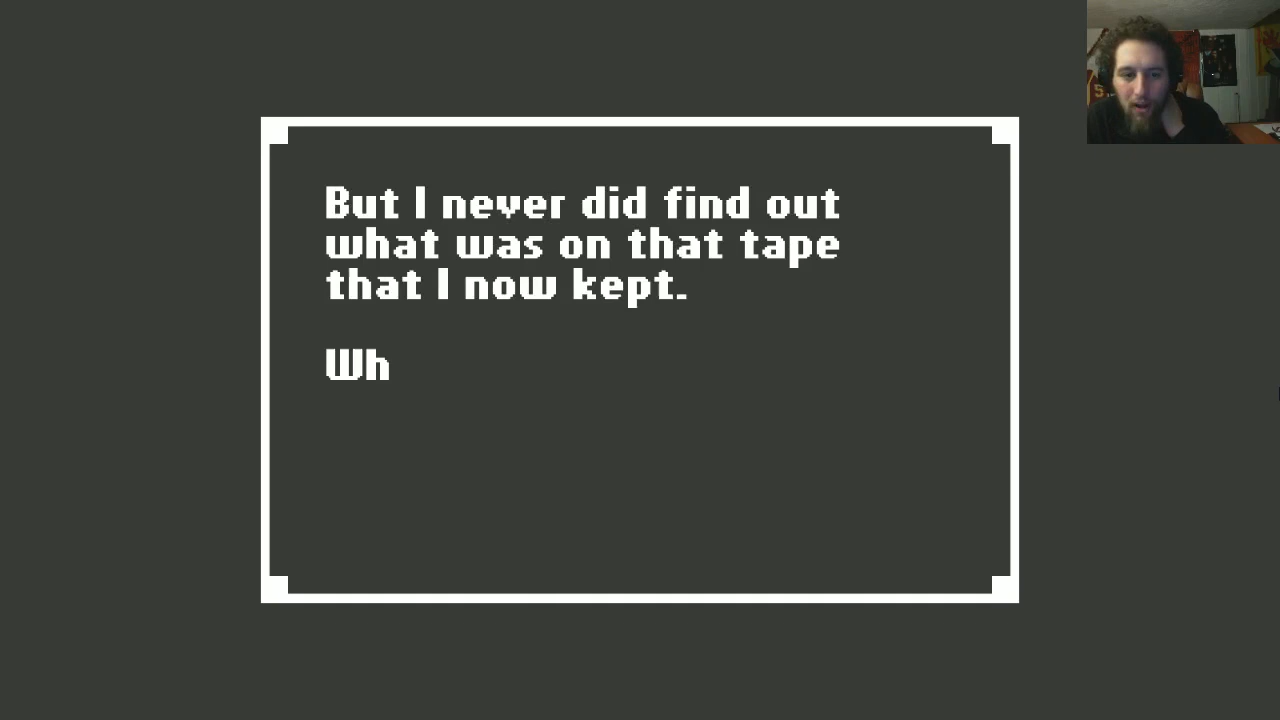 But I never did find out
what was on that tape
that I now kept.
Wh